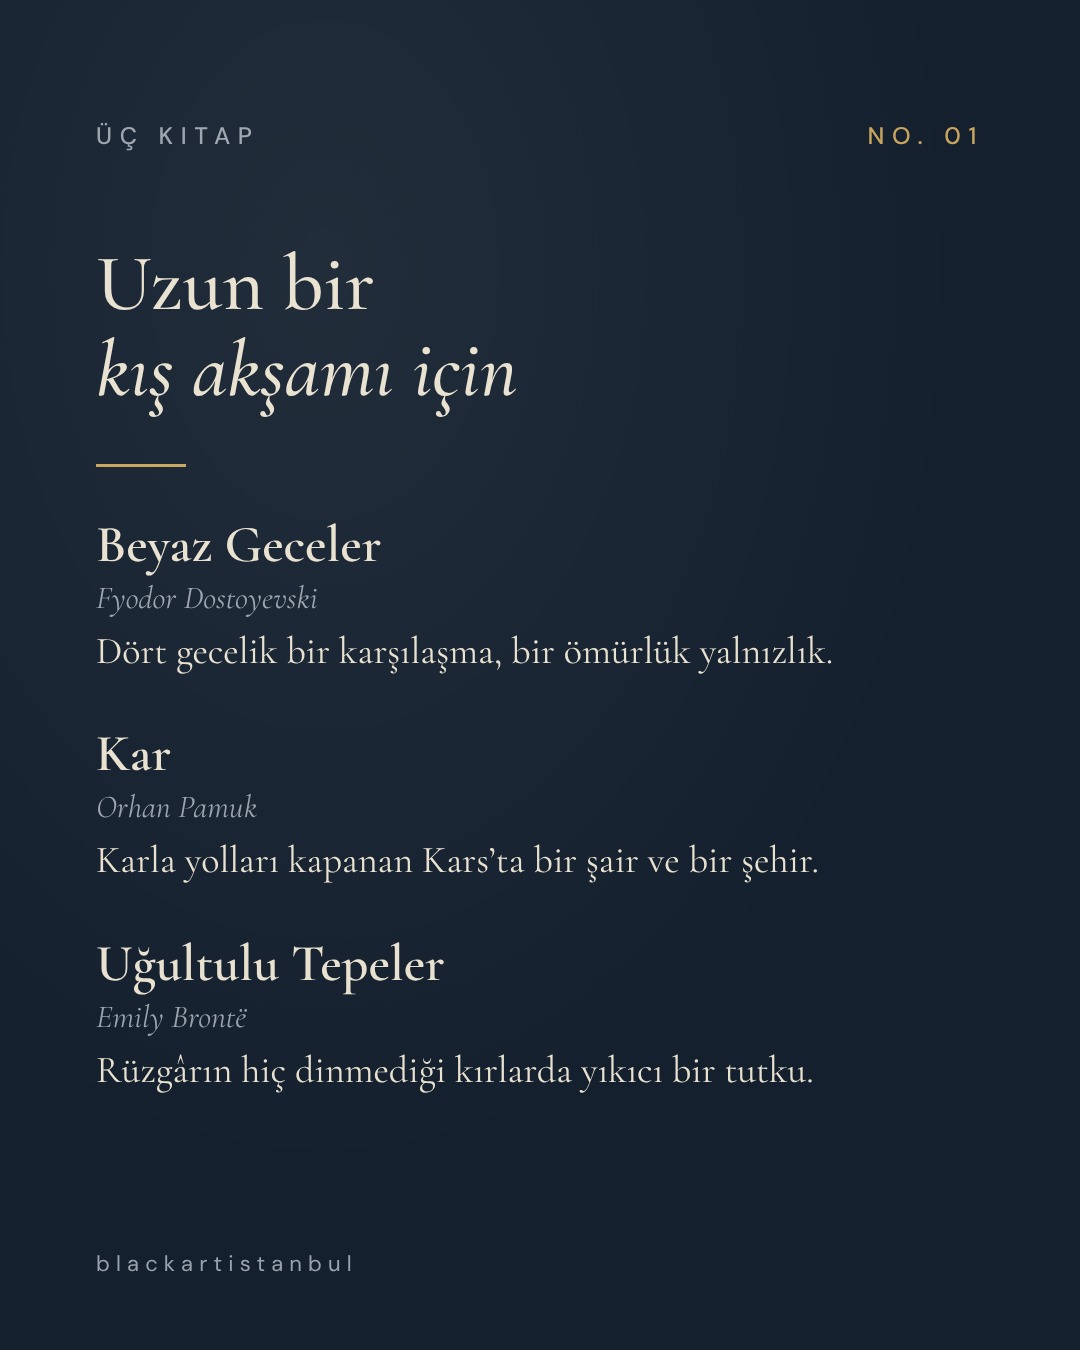 ÜÇ KITAP
NO. 01
Uzun bir
kış akşamı için
Beyaz Geceler
Fyodor Dostoyevski
Dört gecelik bir karşılaşma, bir ömürlük yalnızlık.
Kar
Orhan Pamuk
Karla yolları kapanan Kars’ta bir şair ve bir şehir.
Uğultulu Tepeler
Emily Brontë
Rüzgârın hiç dinmediği kırlarda yıkıcı bir tutku.
blackartistanbul